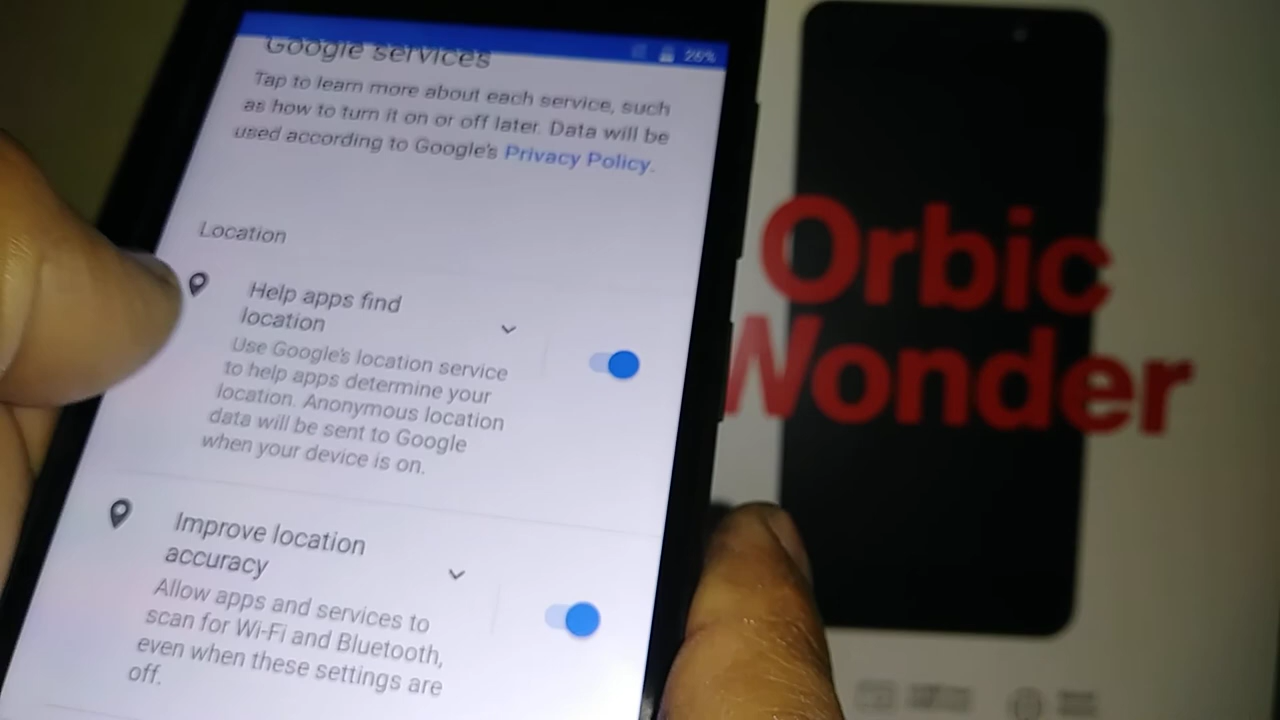 25%
Google services
Tap to learn more about each service, such
as how to turn it on or off later. Data will be
used according to Google's Privacy Policy.
Location
Help apps find
location
Use Google's location service
to help apps determine your
location. Anonymous location
data will be sent to Google
when your device is on.
Improve location
accuracy
Allow apps and services to
scan for Wi-Fi and Bluetooth,
even when these settings are
off.
Orbic
Wonder